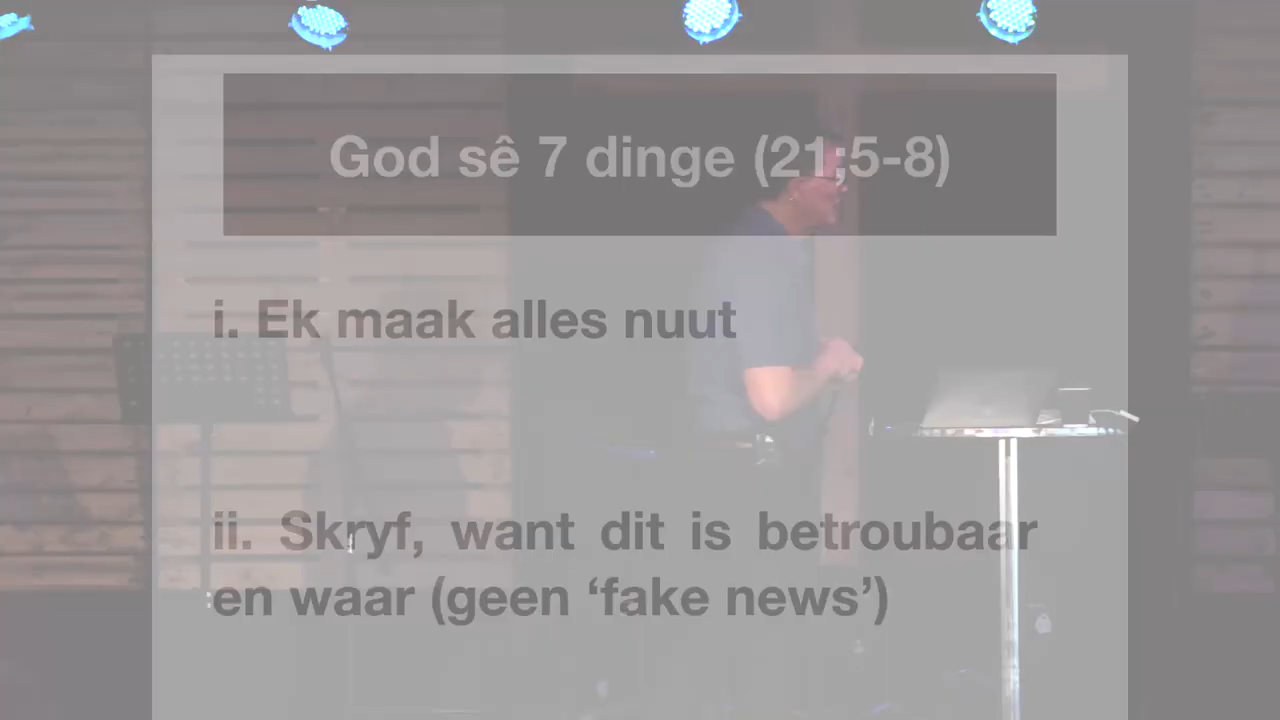 God sê 7 dinge (21;5-8)
i. Ek maak alles nuut
ii. Skryf, want dit is betroubaar
en waar (geen ‘fake news’)